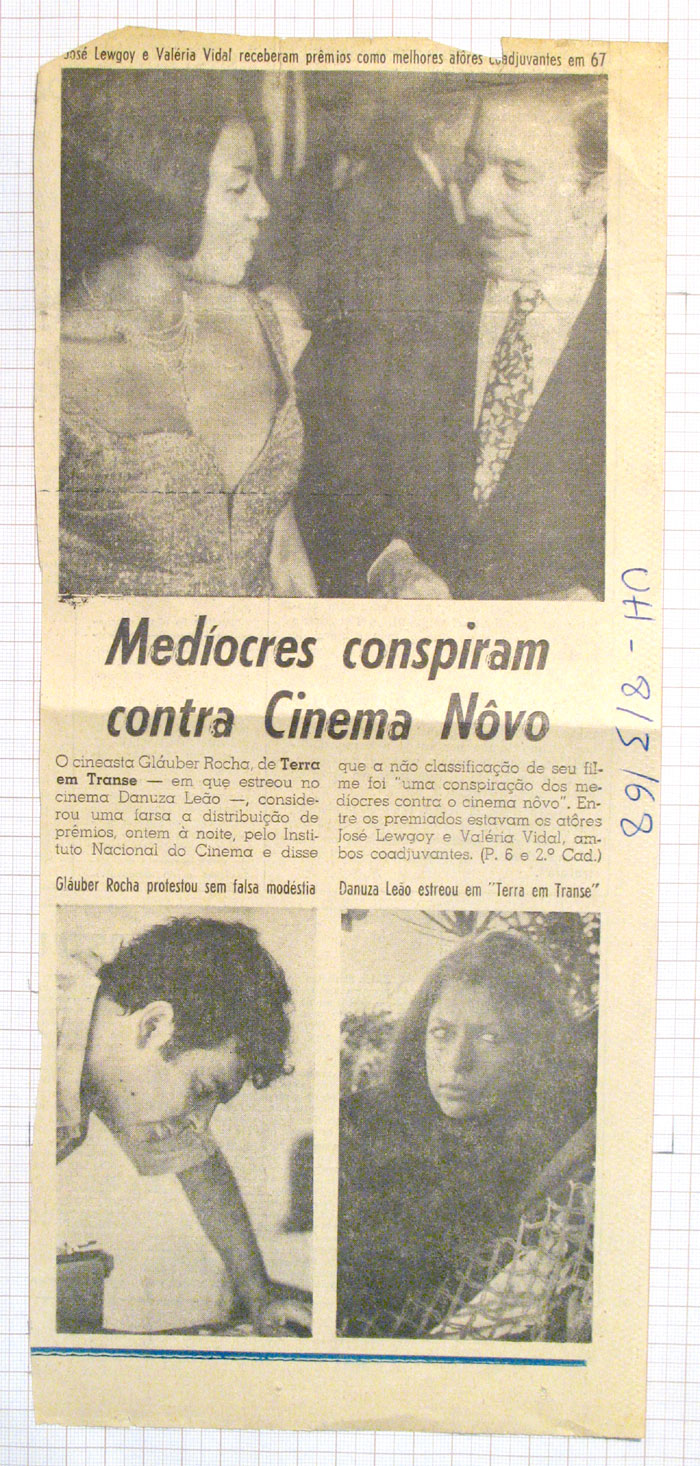 José Lewgoy e Valéria Vidal receberam prêmios como melhores atôres coadjuvantes em 67
Medíocres conspiram
contra Cinema Nôvo
O cineasta Gláuber Rocha, de Terra
em Transe — em que estreou no
cinema Danuza Leão —, conside-
rou uma farsa a distribuição de
prêmios, ontem à noite, pelo Insti-
tuto Nacional do Cinema e disse
que a não classificação de seu fil-
me foi "uma conspiração dos me-
díocres contra o cinema nôvo". En-
tre os premiados estavam os atôres
José Lewgoy e Valéria Vidal, am-
bos coadjuvantes. (P. 6 e 2.º Cad.)
Gláuber Rocha protestou sem falsa modéstia
Danuza Leão estreou em "Terra em Transe"
UH - 8/3/68